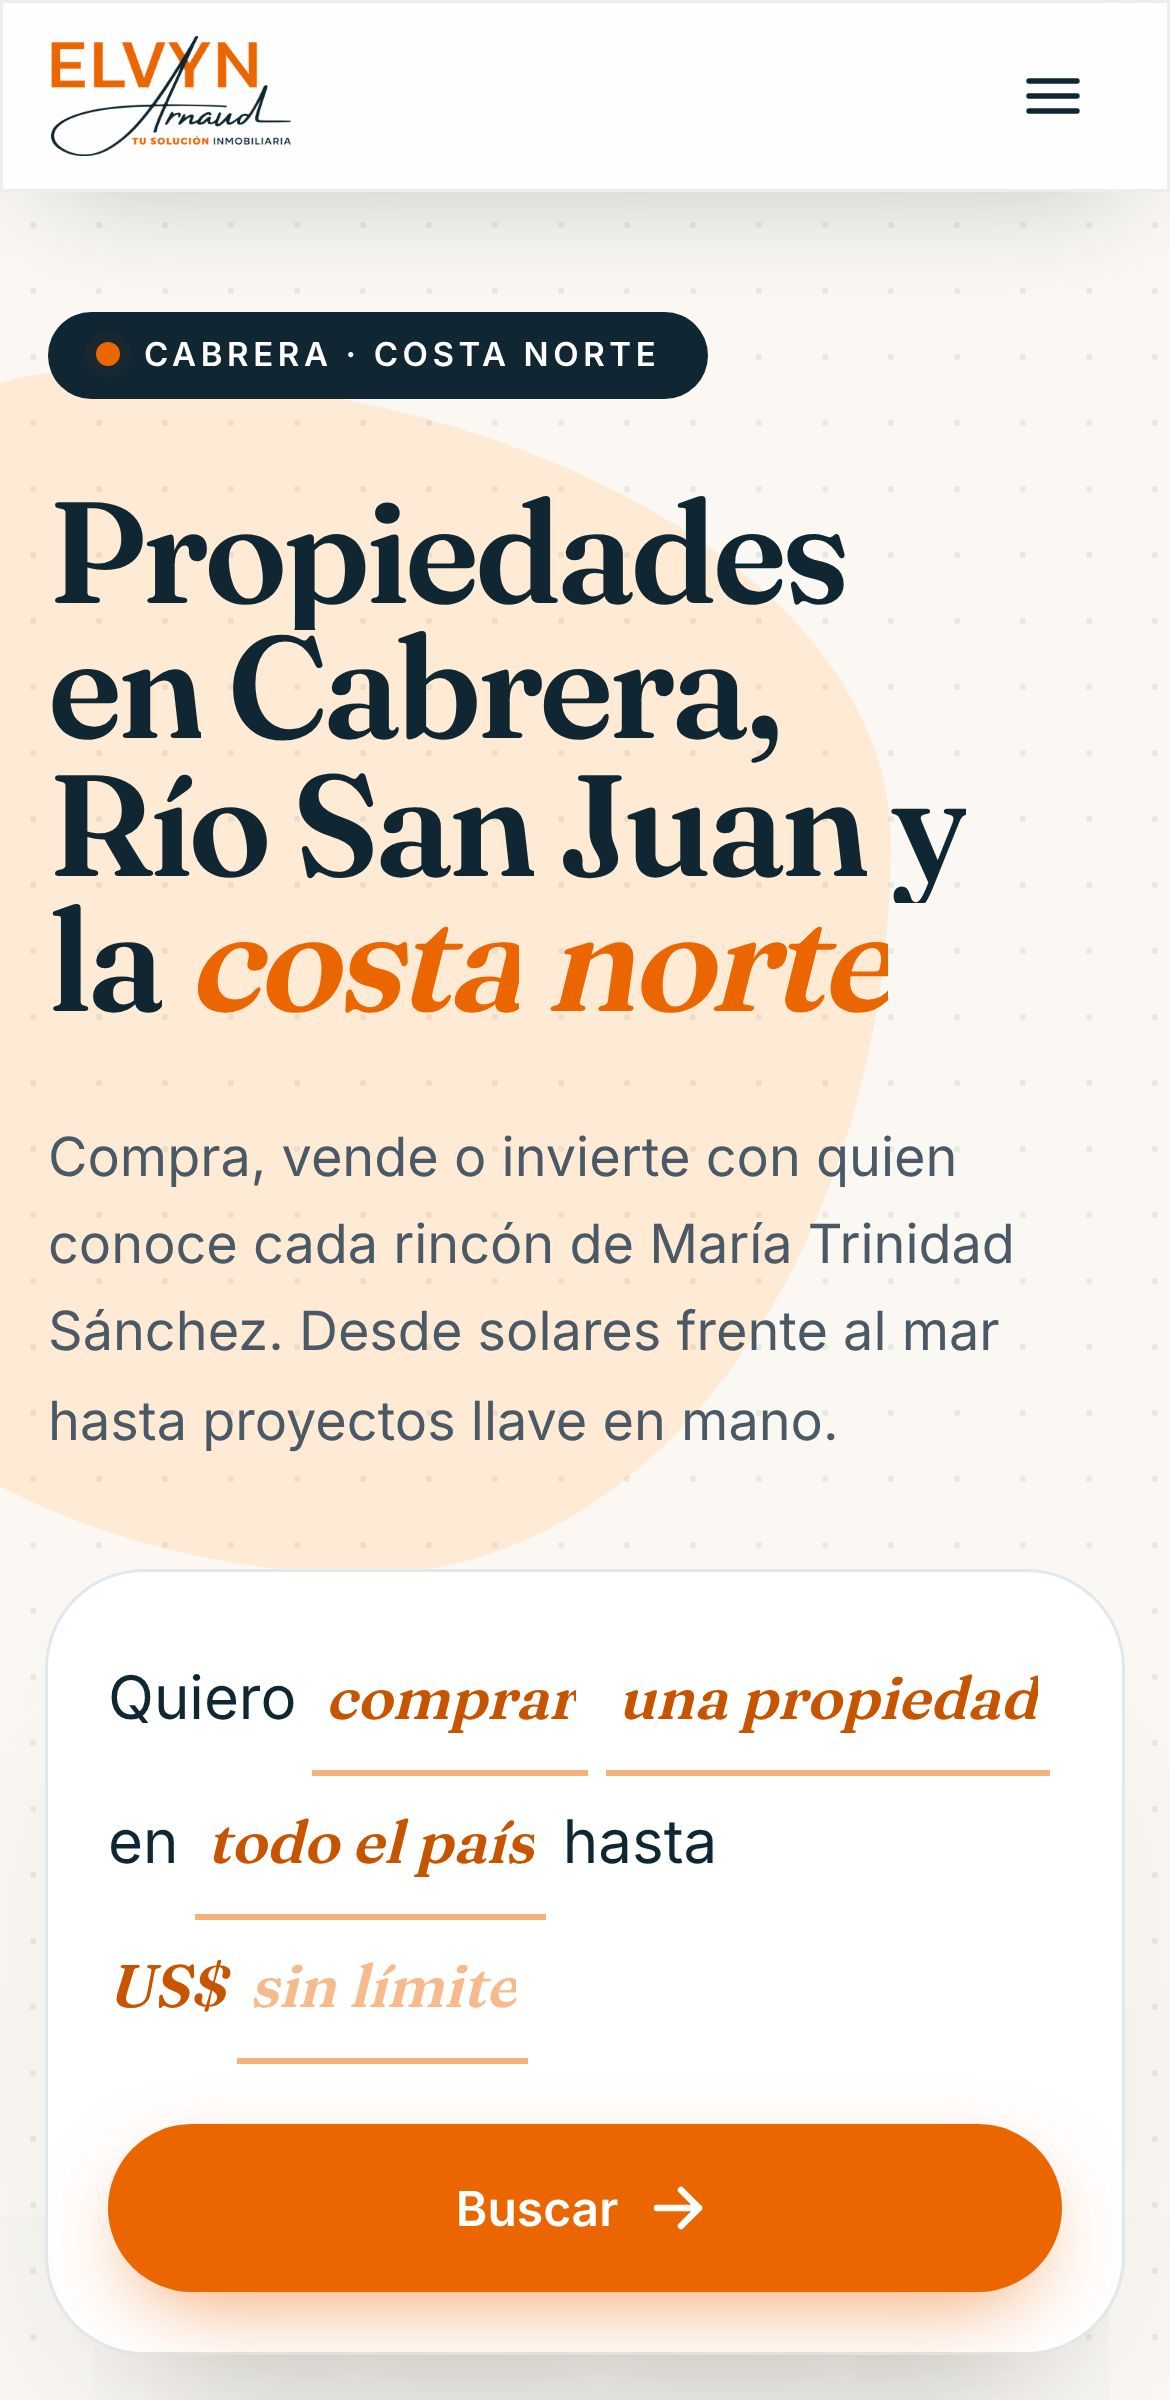 ELVYN
Arnaud
TU SOLUCIÓN INMOBILIARIA
CABRERA · COSTA NORTE
Propiedades
en Cabrera,
Río San Juan y
la costa norte
Compra, vende o invierte con quien
conoce cada rincón de María Trinidad
Sánchez. Desde solares frente al mar
hasta proyectos llave en mano.
Quiero comprar una propiedad
en todo el país hasta
US$ sin límite
Buscar →